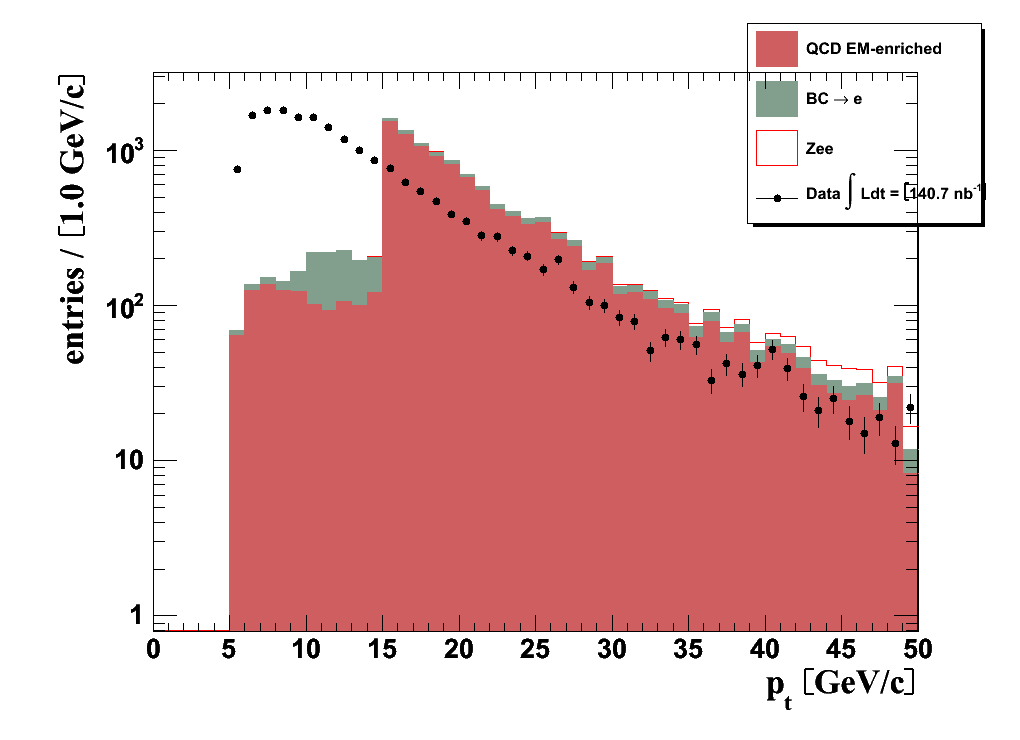 QCD EM-enriched
BC → e
Zee
Data ∫ Ldt = [140.7 nb⁻¹]
entries / [1.0 GeV/c]
10³
10²
10
1
0 5 10 15 20 25 30 35 40 45 50
pₜ [GeV/c]